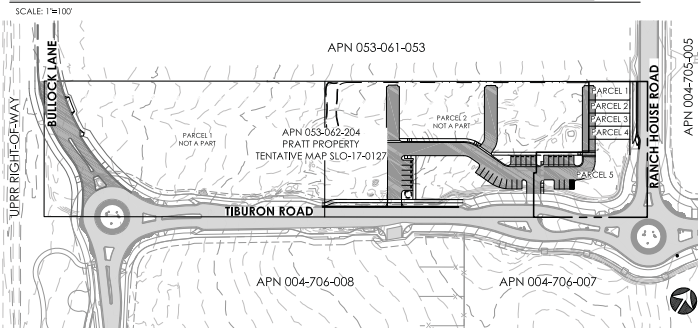 SCALE: 1"=100'
APN 053-061-053
BULLOCK LANE
UPRR RIGHT-OF-WAY
RANCH HOUSE ROAD
APN 004-705-005
PARCEL 1
NOT A PART
APN 053-062-204
PRATT PROPERTY
TENTATIVE MAP SLO-17-0127
PARCEL 2
NOT A PART
PARCEL 1
PARCEL 2
PARCEL 3
PARCEL 4
PARCEL 5
TIBURON ROAD
APN 004-706-008
APN 004-706-007